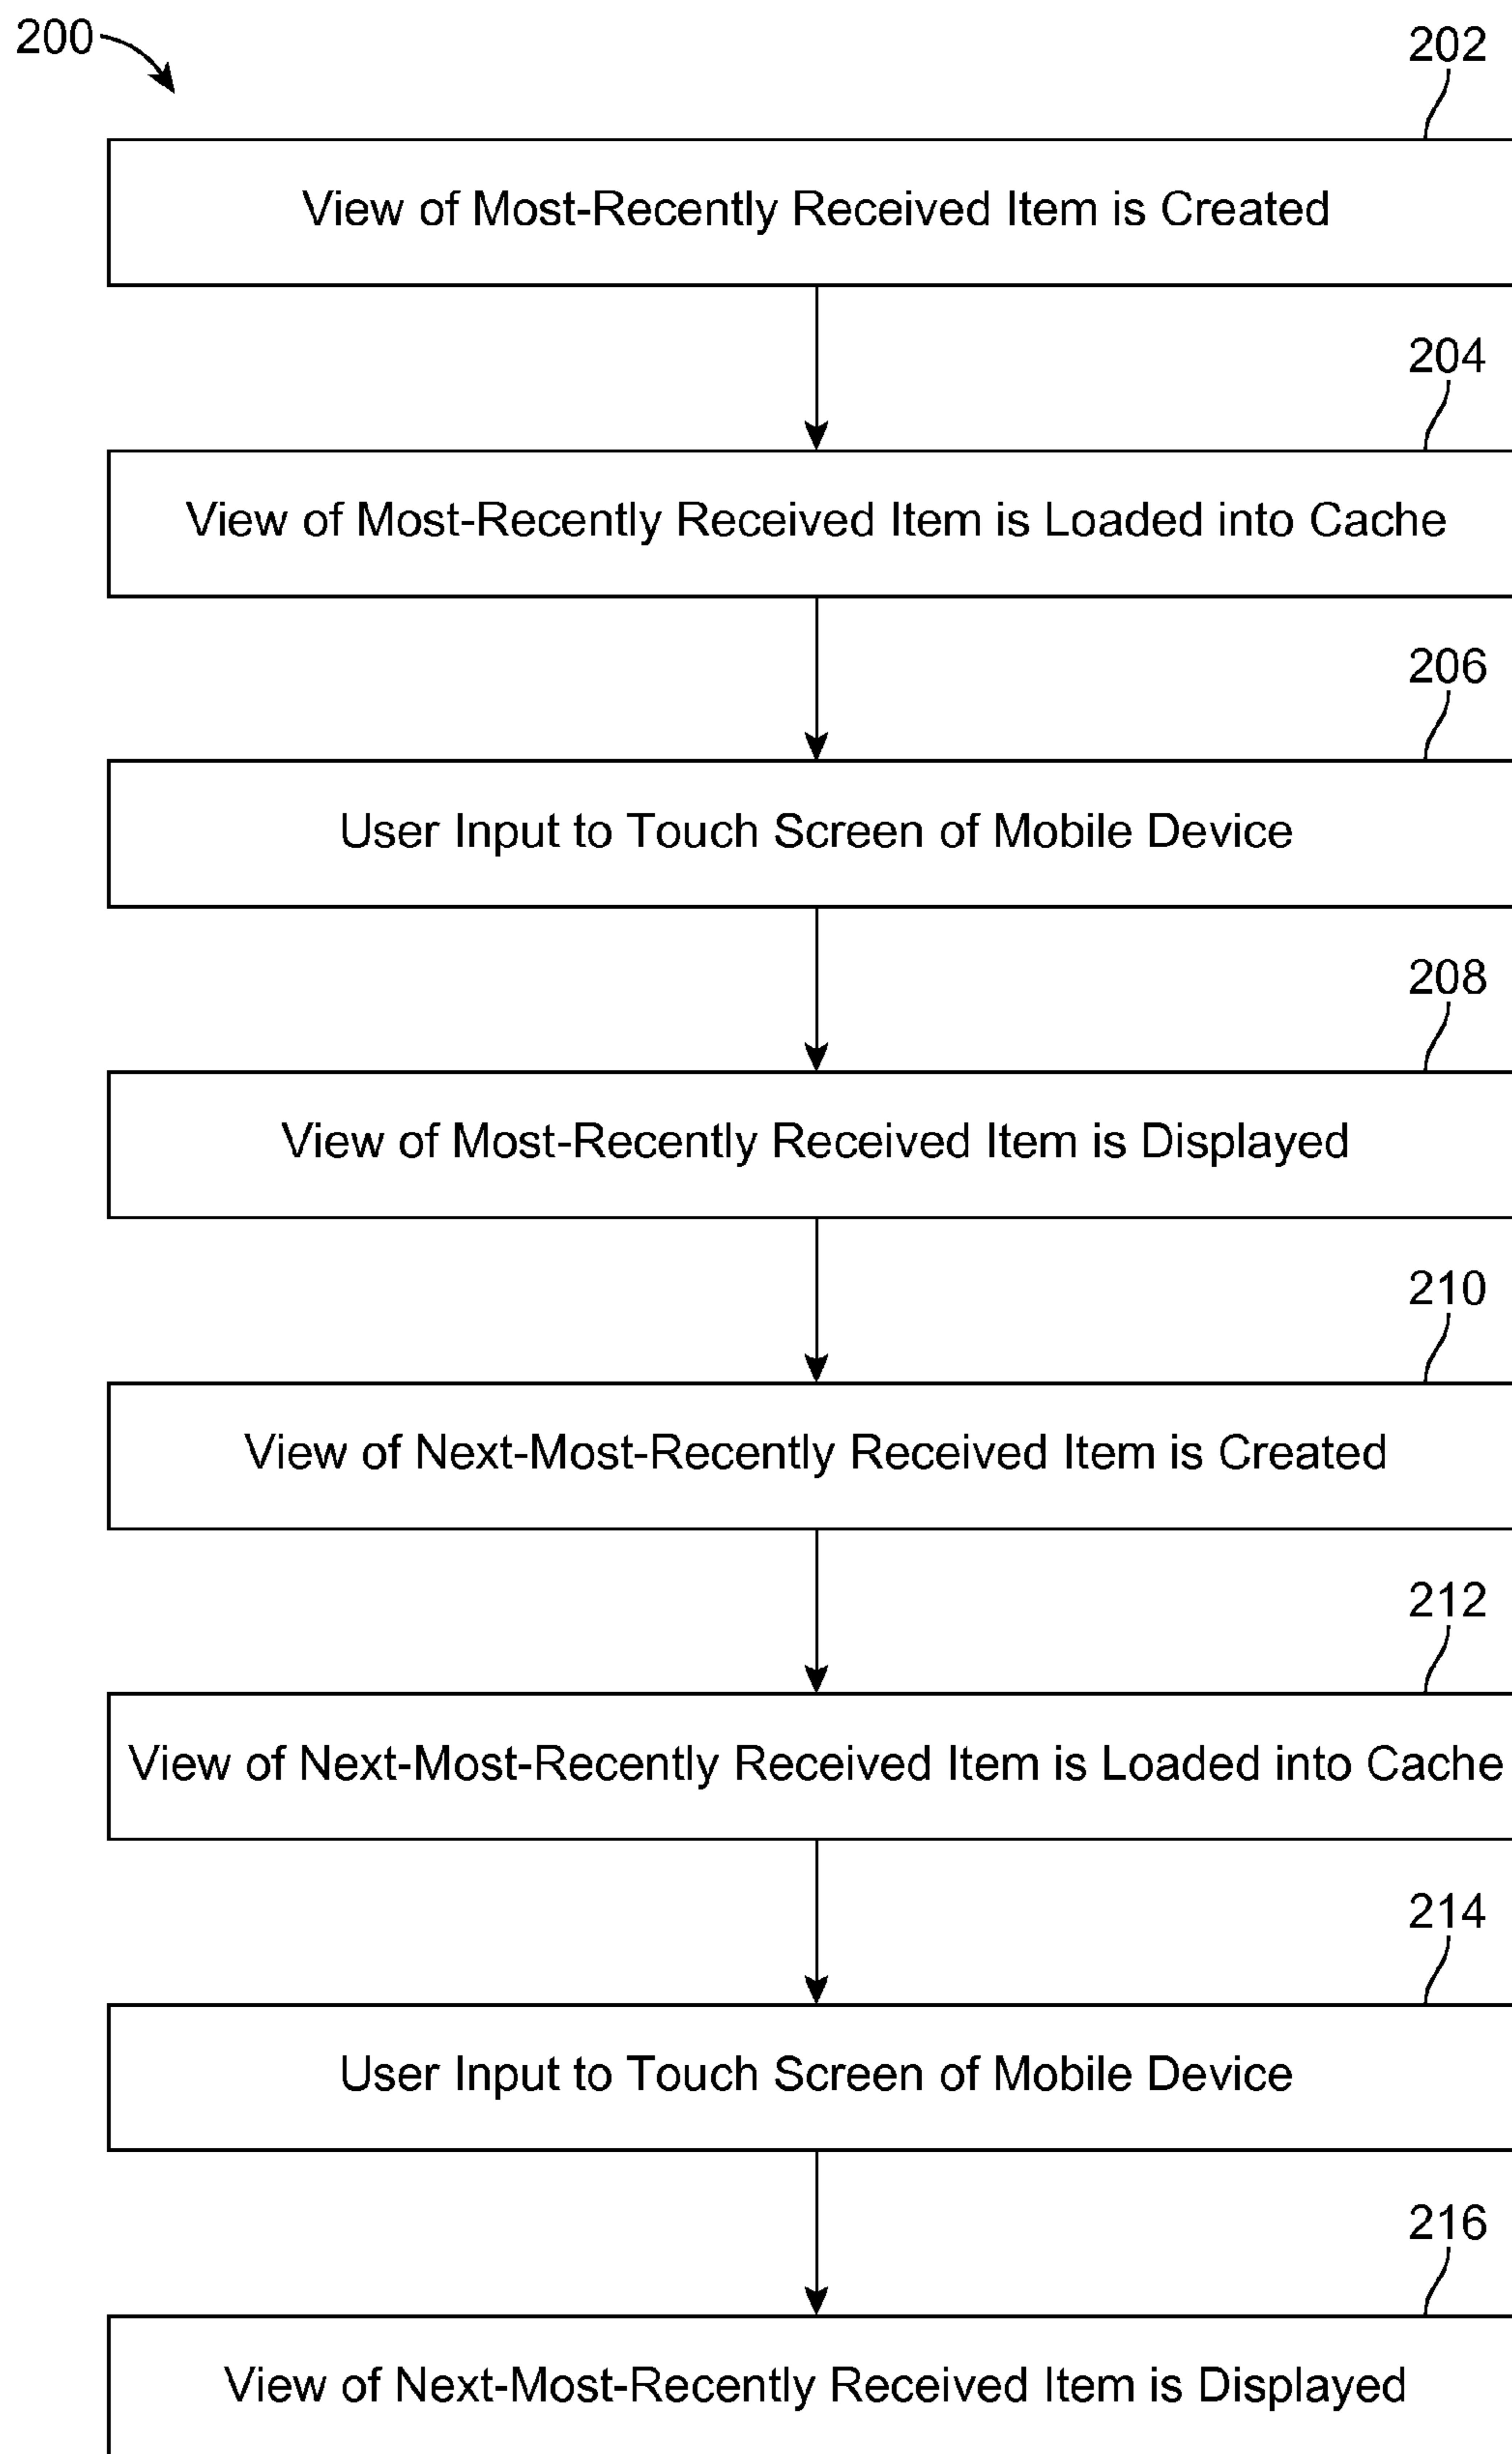 200
202
View of Most-Recently Received Item is Created
204
View of Most-Recently Received Item is Loaded into Cache
206
User Input to Touch Screen of Mobile Device
208
View of Most-Recently Received Item is Displayed
210
View of Next-Most-Recently Received Item is Created
212
View of Next-Most-Recently Received Item is Loaded into Cache
214
User Input to Touch Screen of Mobile Device
216
View of Next-Most-Recently Received Item is Displayed